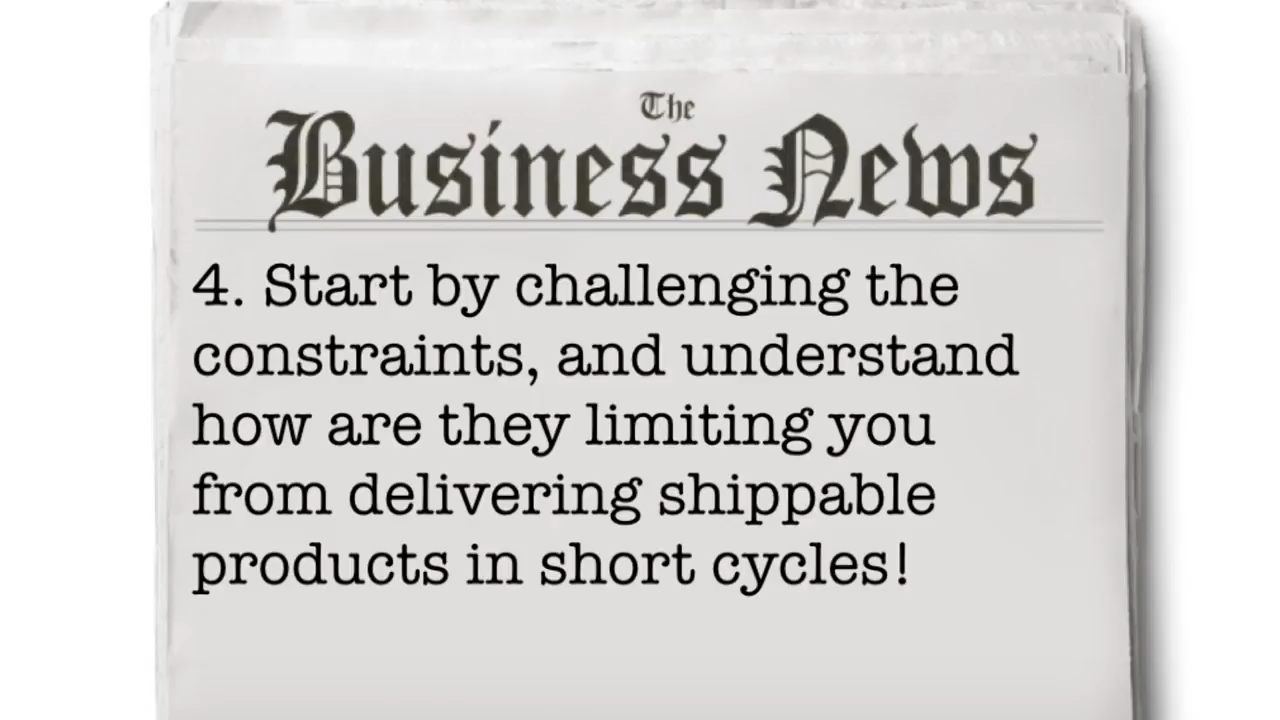 The
Business News
4. Start by challenging the
constraints, and understand
how are they limiting you
from delivering shippable
products in short cycles!